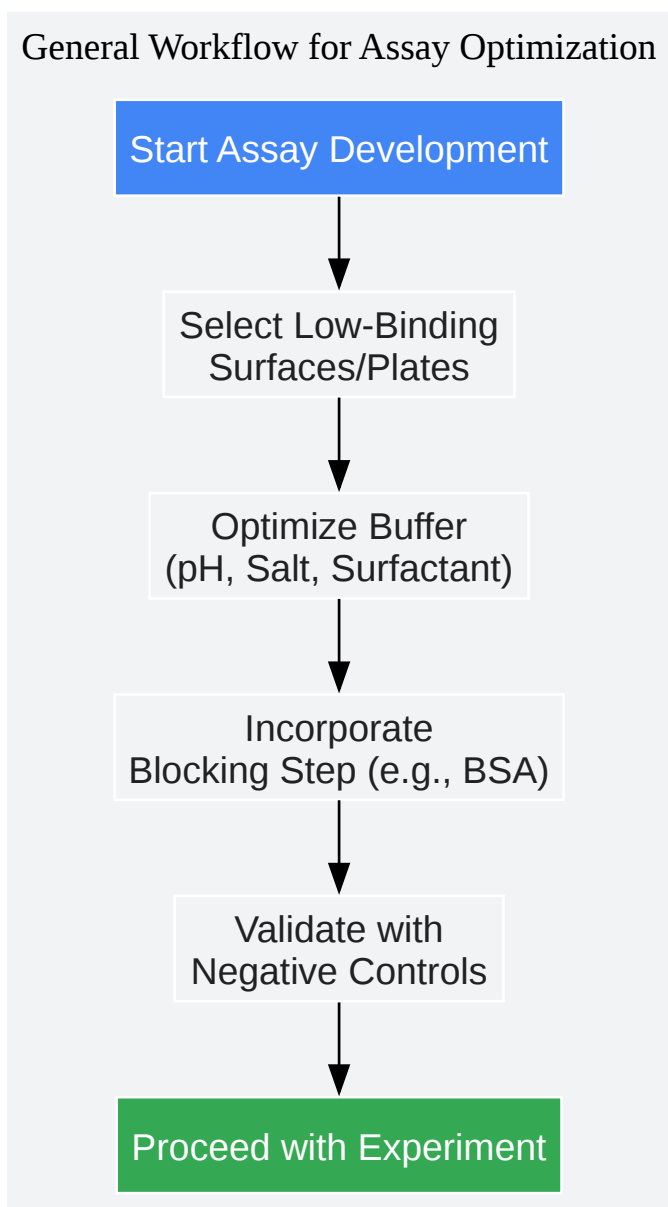 General Workflow for Assay Optimization
Start Assay Development
Select Low-Binding
Surfaces/Plates
Optimize Buffer
(pH, Salt, Surfactant)
Incorporate
Blocking Step (e.g., BSA)
Validate with
Negative Controls
Proceed with Experiment